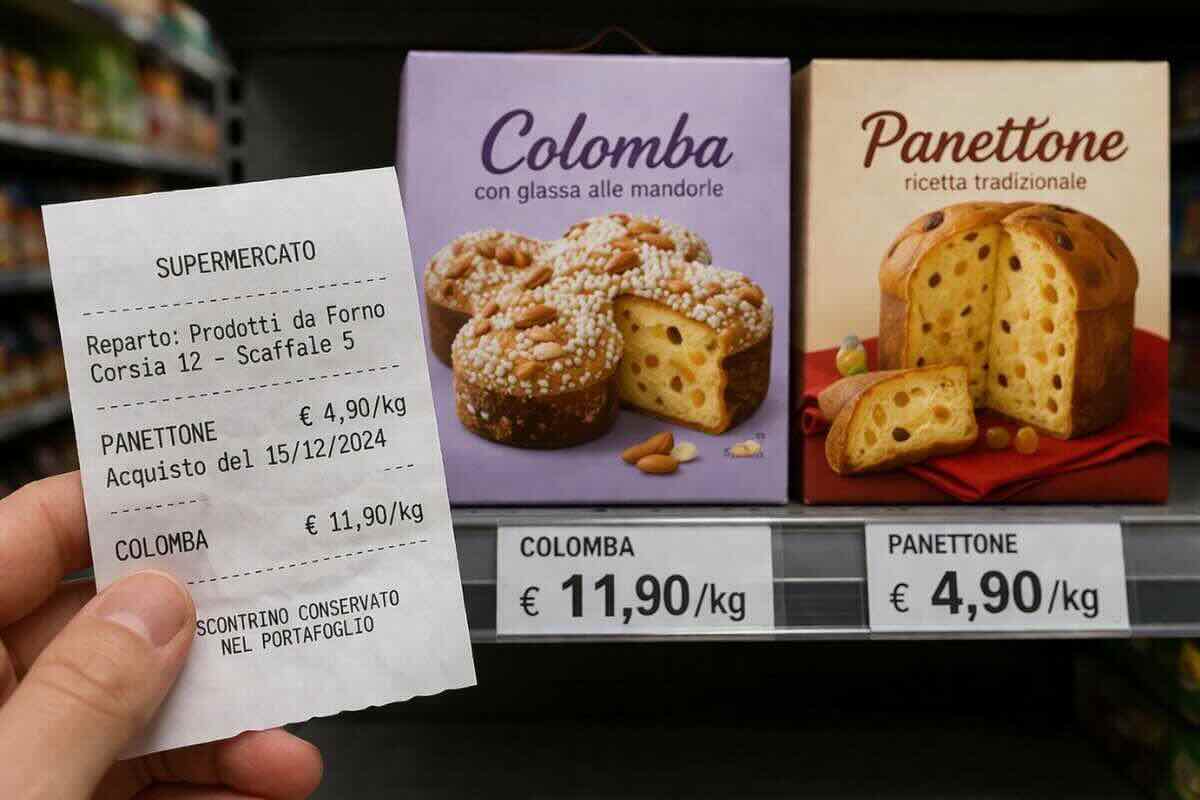 SUPERMERCATO
Reparto: Prodotti da Forno
Corsia 12 - Scaffale 5
PANETTONE € 4,90/kg
Acquisto del 15/12/2024
COLOMBA € 11,90/kg
SCONTRINO CONSERVATO
NEL PORTAFOGLIO
Colomba
con glassa alle mandorle
Panettone
ricetta tradizionale
COLOMBA
€ 11,90/kg
PANETTONE
€ 4,90/kg